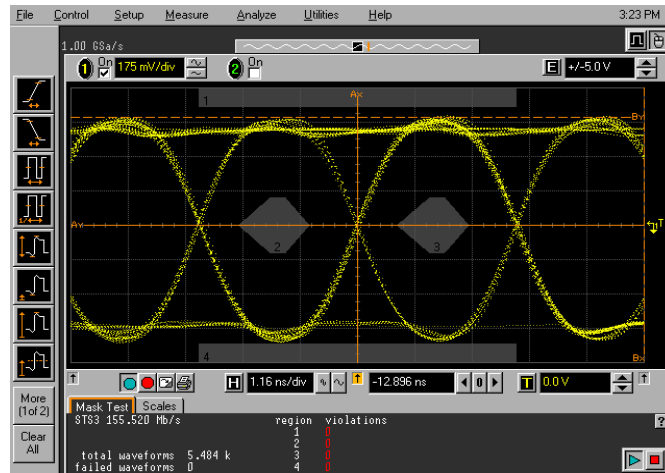 File Control Setup Measure Analyze Utilities Help 3:23 PM
1.00 GSa/s
1 On 175 mV/div 2 On E +/-5.0 V
1 Ax
By
Ay T
2 3
4 Bx
H 1.16 ns/div -12.896 ns 0 T 0.0 V
More
(1of 2)
Clear
All
Mask Test Scales
STS3 155.520 Mb/s region violations ?
1 0
2 0
total waveforms 5.484 k 3 0
failed waveforms 0 4 0